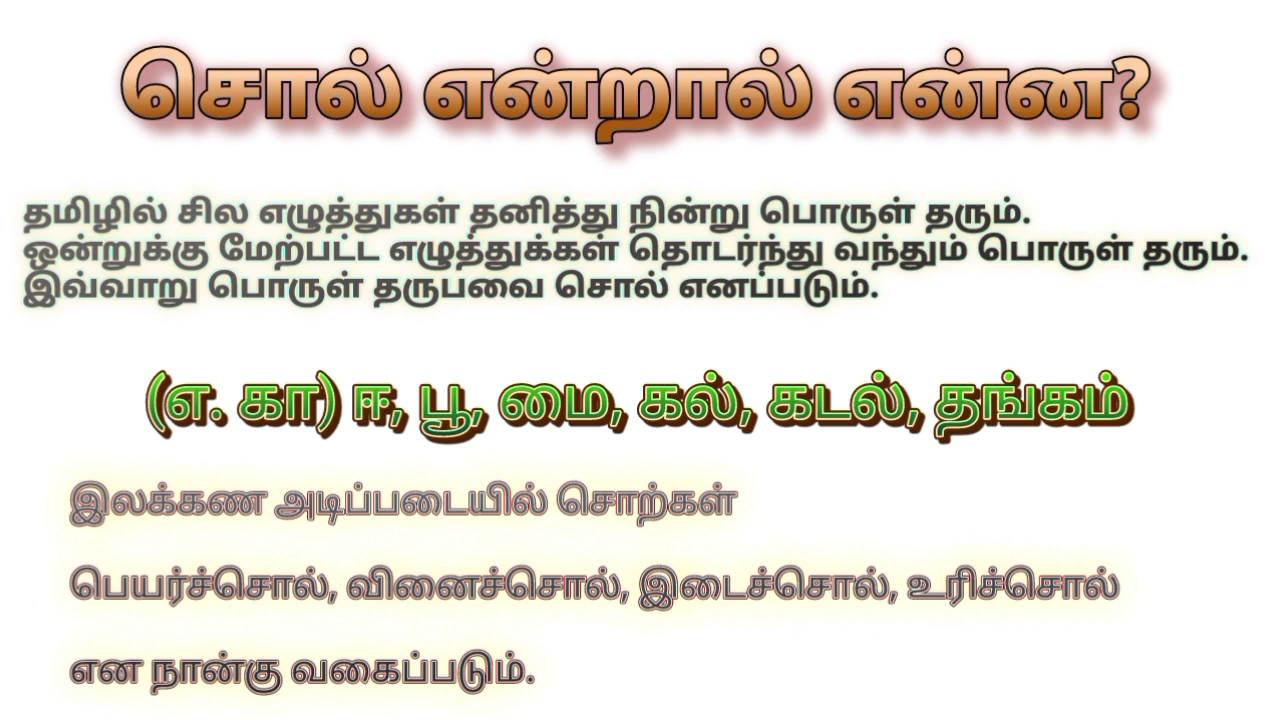 சொல் என்றால் என்ன?
தமிழில் சில எழுத்துகள் தனித்து நின்று பொருள் தரும்.
ஒன்றுக்கு மேற்பட்ட எழுத்துக்கள் தொடர்ந்து வந்தும் பொருள் தரும்.
இவ்வாறு பொருள் தருபவை சொல் எனப்படும்.
(எ. கா) ஈ, பூ, மை, கல், கடல், தங்கம்
இலக்கண அடிப்படையில் சொற்கள்
பெயர்ச்சொல், வினைச்சொல், இடைச்சொல், உரிச்சொல்
என நான்கு வகைப்படும்.